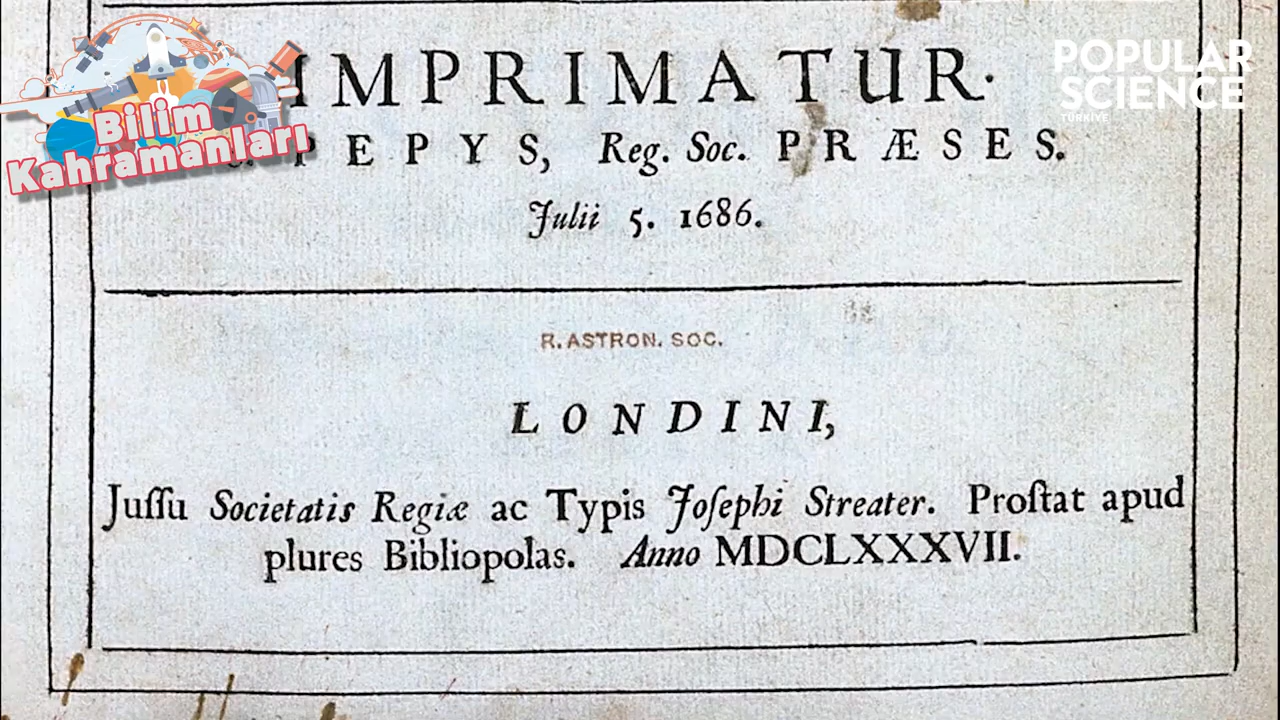 IMPRIMATUR·
PEPYS, Reg. Soc. PRÆSES.
Julii 5. 1686.
R. ASTRON. SOC.
LONDINI,
Juſſu Societatis Regiæ ac Typis Joſephi Streater. Proſtat apud
plures Bibliopolas. Anno MDCLXXXVII.
Bilim
Kahramanları
POPULAR
SCIENCE
TÜRKİYE